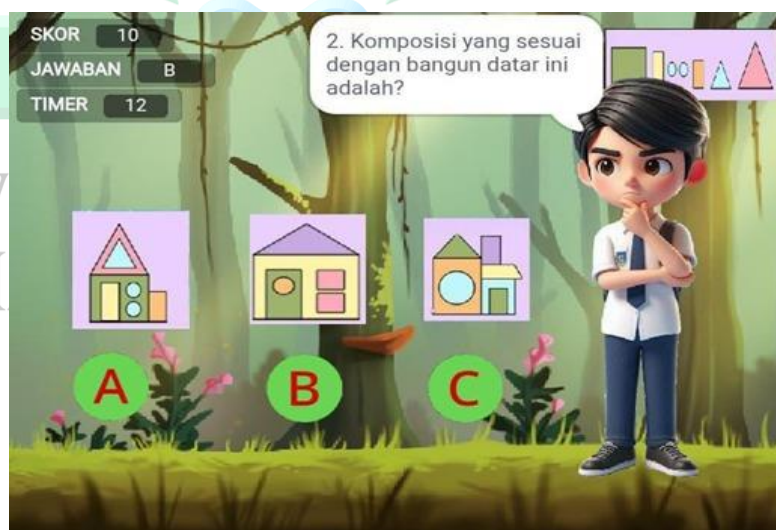 SKOR 10
JAWABAN B
TIMER 12
2. Komposisi yang sesuai
dengan bangun datar ini
adalah?
A
B
C